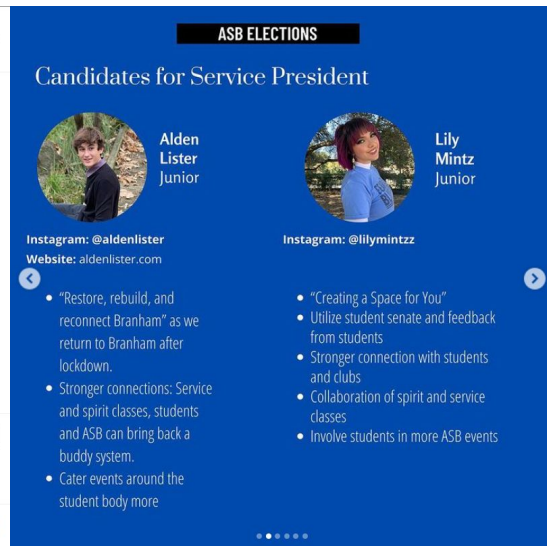 ASB ELECTIONS
Candidates for Service President
Alden
Lister
Junior
Instagram: @aldenlister
Website: aldenlister.com
• “Restore, rebuild, and
reconnect Branham” as we
return to Branham after
lockdown.
• Stronger connections: Service
and spirit classes, students
and ASB can bring back a
buddy system.
• Cater events around the
student body more
Lily
Mintz
Junior
Instagram: @lilymintzz
• “Creating a Space for You”
• Utilize student senate and feedback
from students
• Stronger connection with students
and clubs
• Collaboration of spirit and service
classes
• Involve students in more ASB events